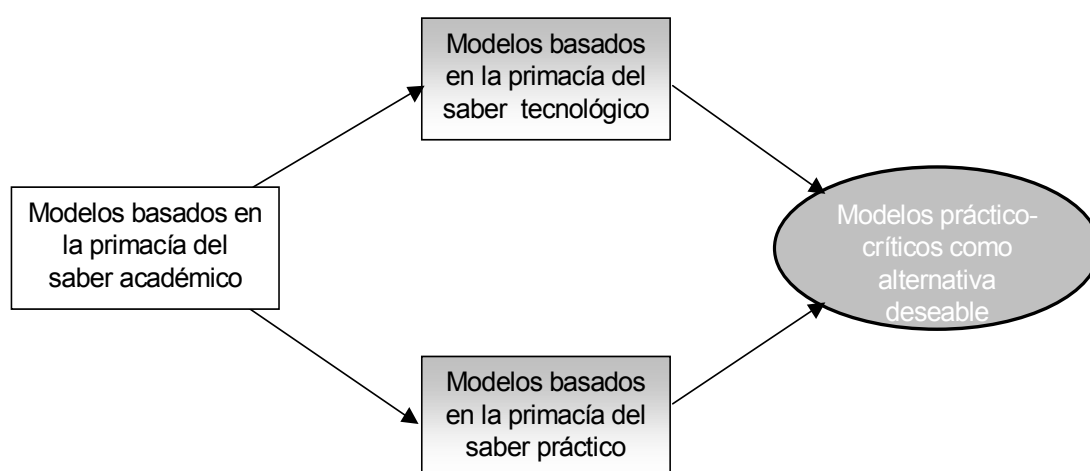 Modelos basados
en la primacía del
saber tecnológico
Modelos basados en
la primacía del
saber académico
Modelos práctico-
críticos como
alternativa
deseable
Modelos basados
en la primacía del
saber práctico